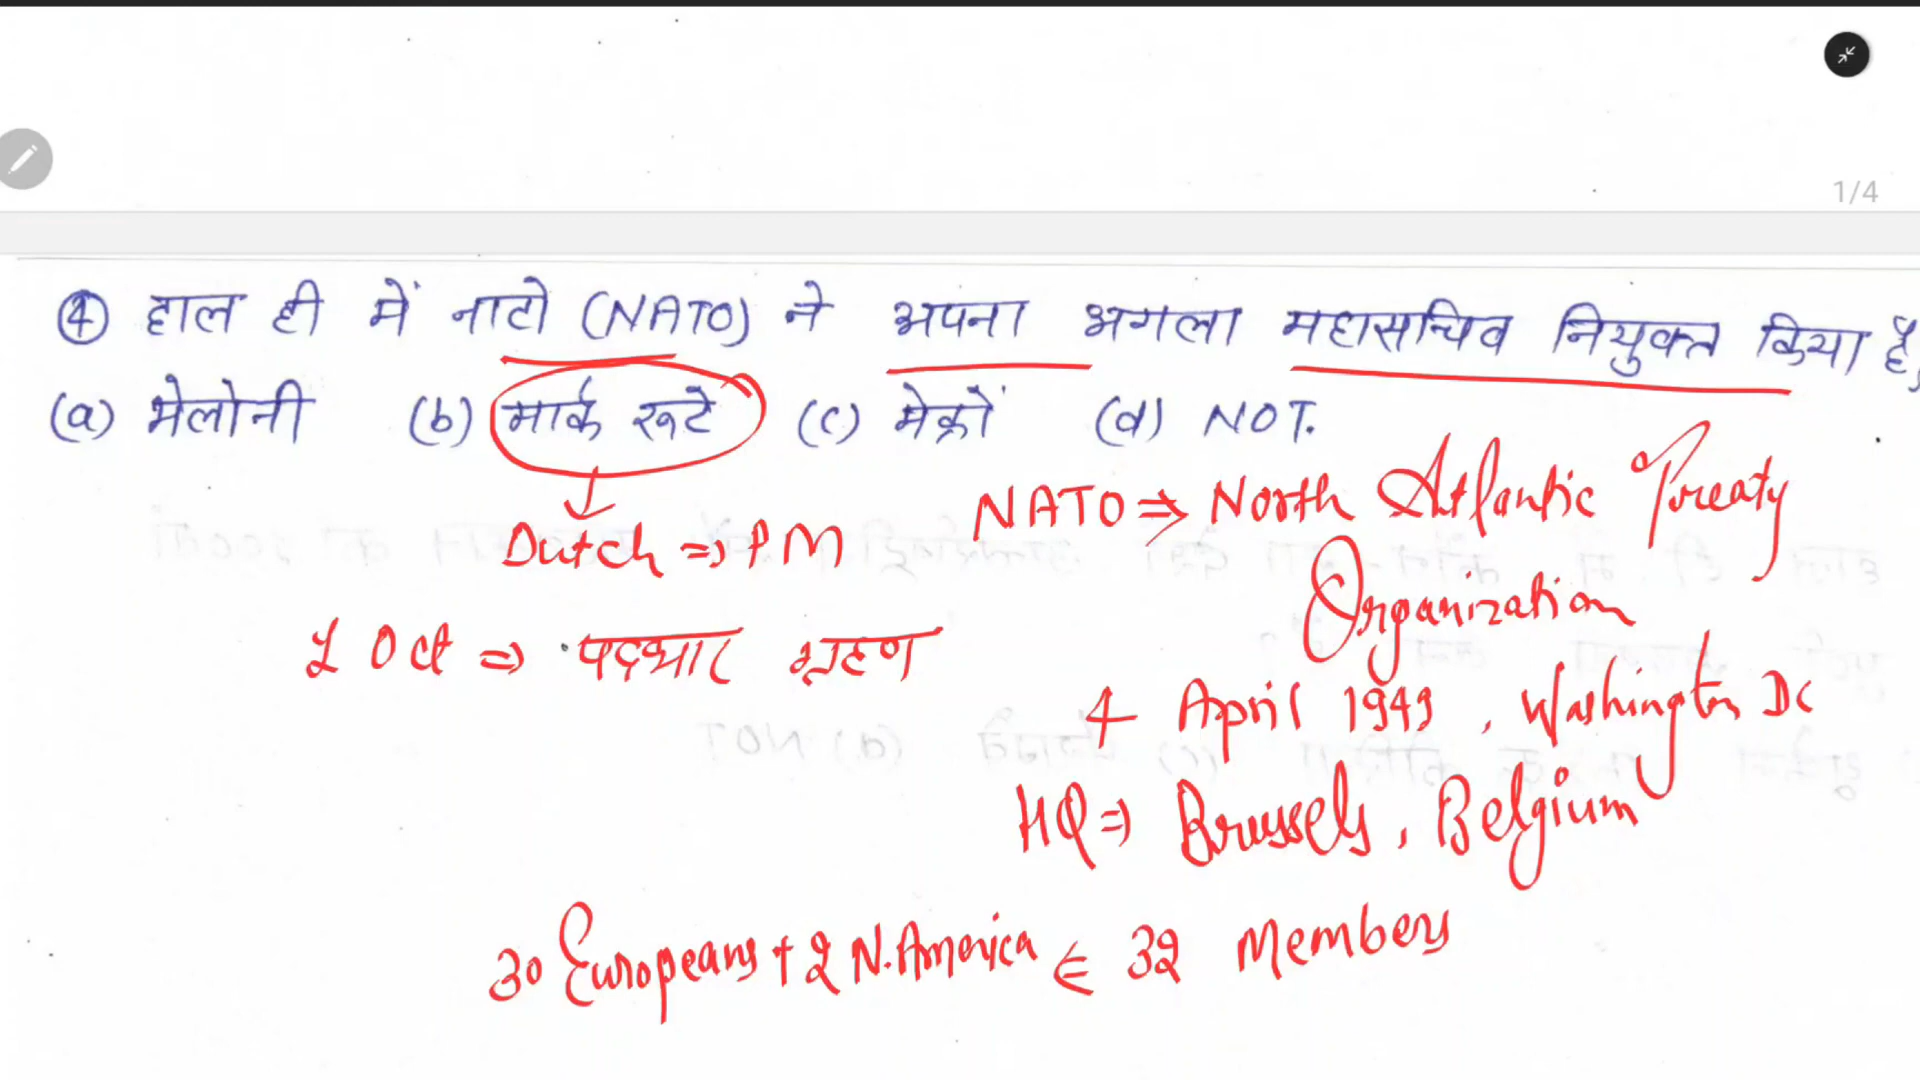 1/4
④ हाल ही में नाटो (NATO) ने अपना अगला महासचिव नियुक्त किया है,
(a) मेलोनी (b) मार्क रूटे (c) मेक्रों (d) NOT.
NATO ⇒ North Atlantic Treaty
Dutch ⇒ PM
Organization
1 Oct ⇒ पदभार ग्रहण
4 April 1949, Washington DC
HQ ⇒ Brussels, Belgium
30 Europeans + 2 N. America ∈ 32 Members